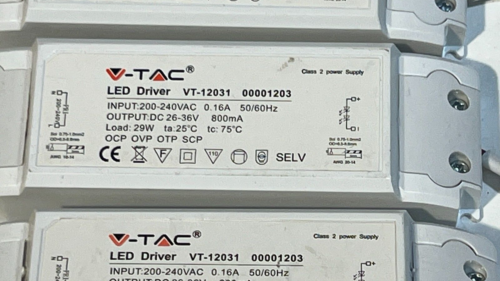 Class 2 power Supply
V-TAC®
LED Driver VT-12031 00001203
INPUT:200-240VAC 0.16A 50/60Hz
OUTPUT:DC 26-36V 800mA
Load: 29W ta:25°C tc: 75°C
OCP OVP OTP SCP
CE F 110 SELV
Class 2 power Supply
V-TAC®
LED Driver VT-12031 00001203
INPUT:200-240VAC 0.16A 50/60Hz